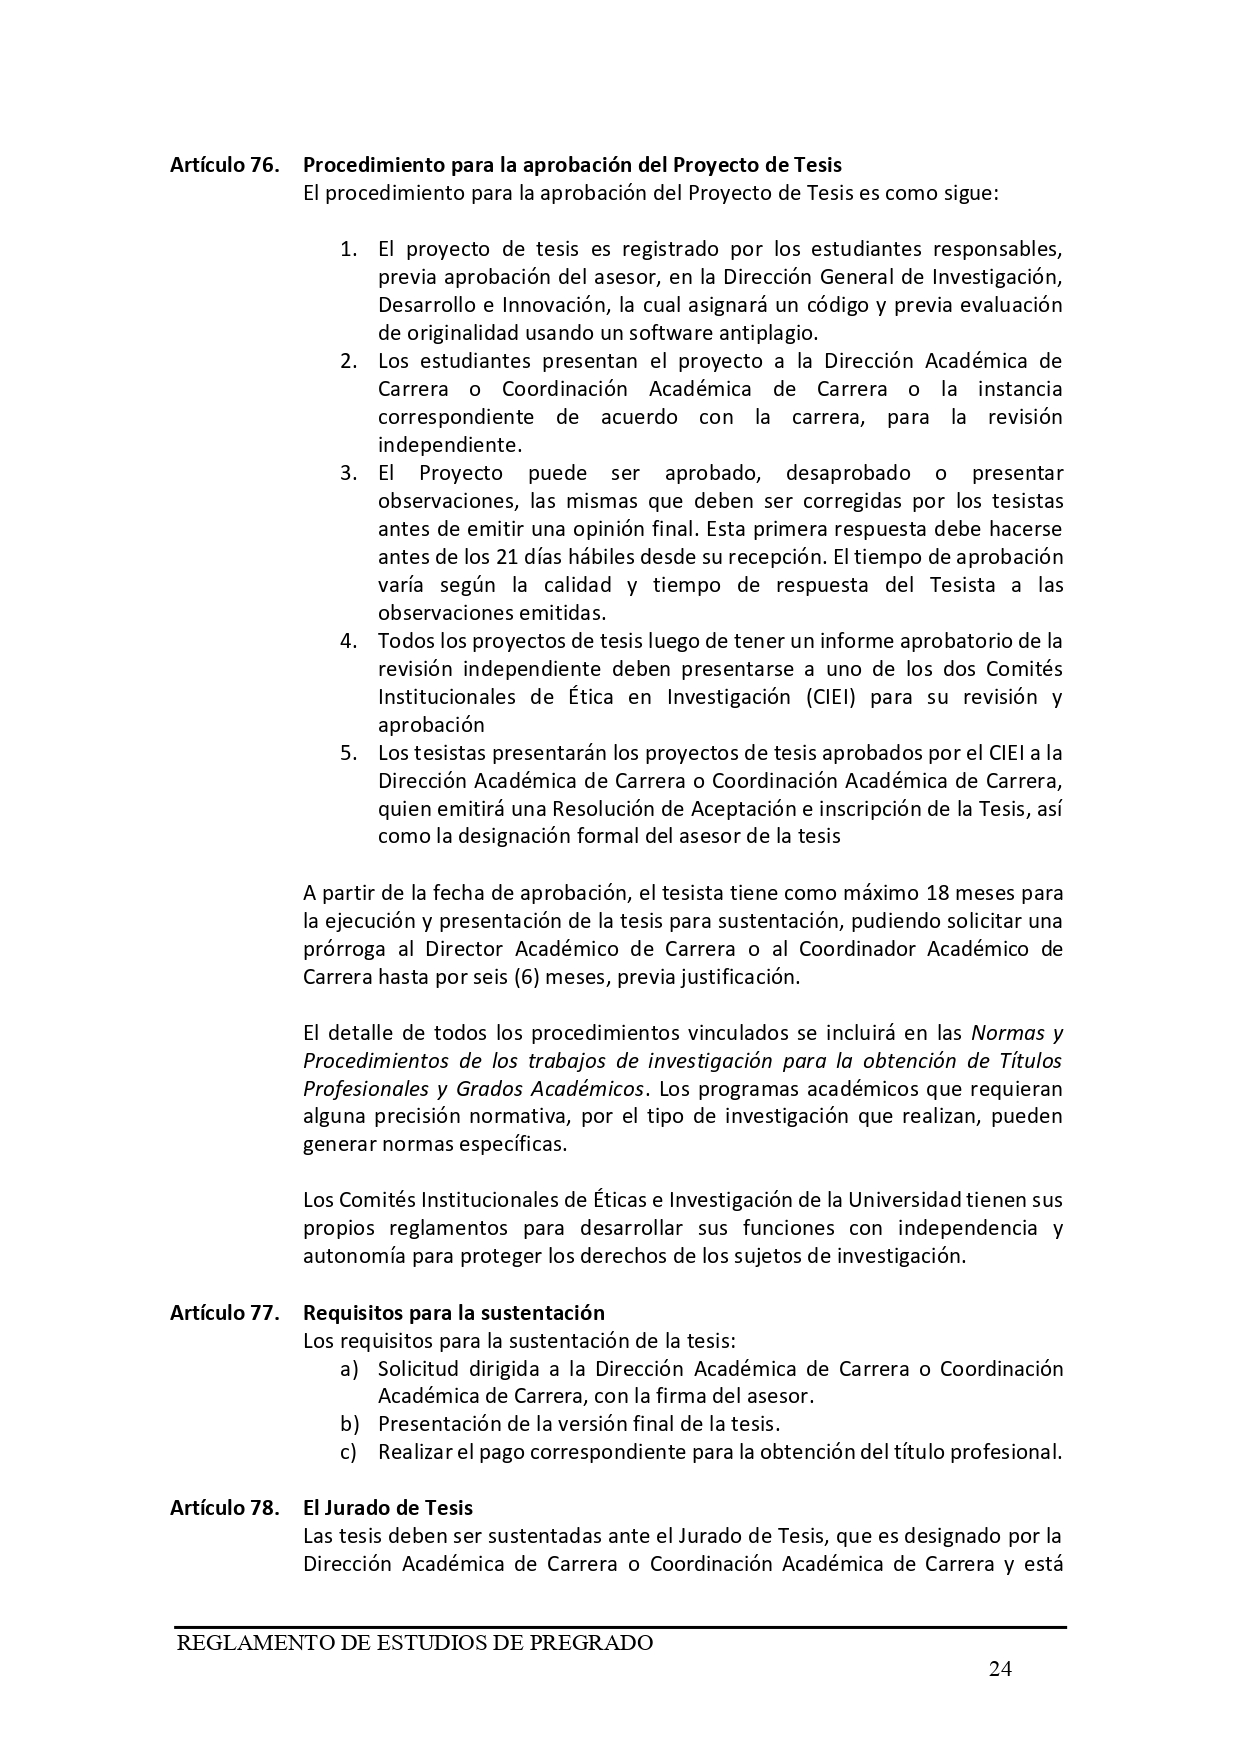 Artículo 76. Procedimiento para la aprobación del Proyecto de Tesis
El procedimiento para la aprobación del Proyecto de Tesis es como sigue:
1. El proyecto de tesis es registrado por los estudiantes responsables,
previa aprobación del asesor, en la Dirección General de Investigación,
Desarrollo e Innovación, la cual asignará un código y previa evaluación
de originalidad usando un software antiplagio.
2. Los estudiantes presentan el proyecto a la Dirección Académica de
Carrera o Coordinación Académica de Carrera o la instancia
correspondiente de acuerdo con la carrera, para la revisión
independiente.
3. El Proyecto puede ser aprobado, desaprobado o presentar
observaciones, las mismas que deben ser corregidas por los tesistas
antes de emitir una opinión final. Esta primera respuesta debe hacerse
antes de los 21 días hábiles desde su recepción. El tiempo de aprobación
varía según la calidad y tiempo de respuesta del Tesista a las
observaciones emitidas.
4. Todos los proyectos de tesis luego de tener un informe aprobatorio de la
revisión independiente deben presentarse a uno de los dos Comités
Institucionales de Ética en Investigación (CIEI) para su revisión y
aprobación
5. Los tesistas presentarán los proyectos de tesis aprobados por el CIEI a la
Dirección Académica de Carrera o Coordinación Académica de Carrera,
quien emitirá una Resolución de Aceptación e inscripción de la Tesis, así
como la designación formal del asesor de la tesis
A partir de la fecha de aprobación, el tesista tiene como máximo 18 meses para
la ejecución y presentación de la tesis para sustentación, pudiendo solicitar una
prórroga al Director Académico de Carrera o al Coordinador Académico de
Carrera hasta por seis (6) meses, previa justificación.
El detalle de todos los procedimientos vinculados se incluirá en las Normas y
Procedimientos de los trabajos de investigación para la obtención de Títulos
Profesionales y Grados Académicos. Los programas académicos que requieran
alguna precisión normativa, por el tipo de investigación que realizan, pueden
generar normas específicas.
Los Comités Institucionales de Éticas e Investigación de la Universidad tienen sus
propios reglamentos para desarrollar sus funciones con independencia y
autonomía para proteger los derechos de los sujetos de investigación.
Artículo 77. Requisitos para la sustentación
Los requisitos para la sustentación de la tesis:
a) Solicitud dirigida a la Dirección Académica de Carrera o Coordinación
Académica de Carrera, con la firma del asesor.
b) Presentación de la versión final de la tesis.
c) Realizar el pago correspondiente para la obtención del título profesional.
Artículo 78. El Jurado de Tesis
Las tesis deben ser sustentadas ante el Jurado de Tesis, que es designado por la
Dirección Académica de Carrera o Coordinación Académica de Carrera y está
REGLAMENTO DE ESTUDIOS DE PREGRADO
24